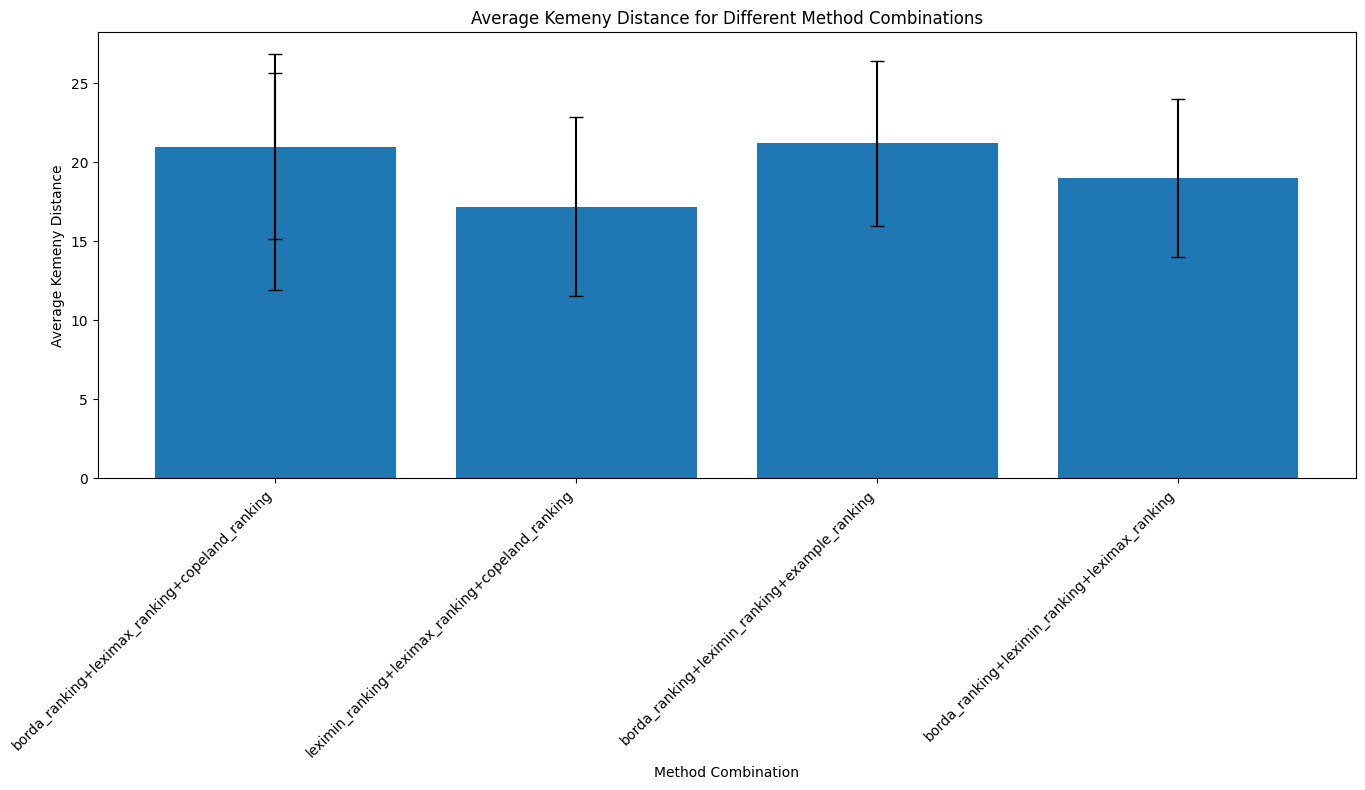 Average Kemeny Distance for Different Method Combinations
Average Kemeny Distance
25
20
15
10
5
0
borda_ranking+leximax_ranking+copeland_ranking
leximin_ranking+leximax_ranking+copeland_ranking
borda_ranking+leximin_ranking+example_ranking
borda_ranking+leximin_ranking+leximax_ranking
Method Combination